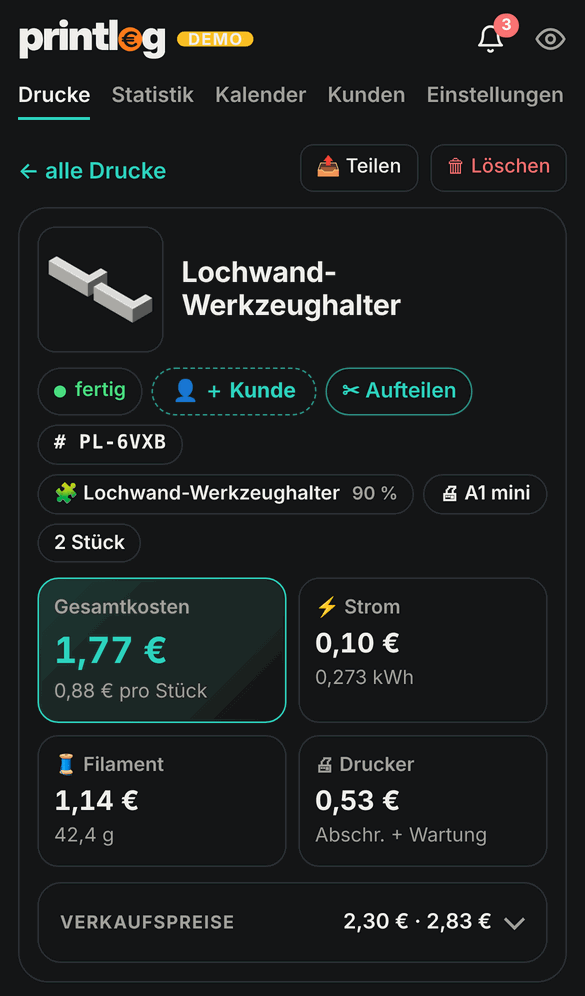 printl€g DEMO 3
Drucke Statistik Kalender Kunden Einstellungen
← alle Drucke 📤 Teilen 🗑 Löschen
Lochwand-
Werkzeughalter
● fertig 👤 + Kunde ✂ Aufteilen
# PL-6VXB
🧩 Lochwand-Werkzeughalter 90 % 🖨 A1 mini
2 Stück
Gesamtkosten
1,77 €
0,88 € pro Stück
⚡ Strom
0,10 €
0,273 kWh
🧵 Filament
1,14 €
42,4 g
🖨 Drucker
0,53 €
Abschr. + Wartung
VERKAUFSPREISE 2,30 € · 2,83 €